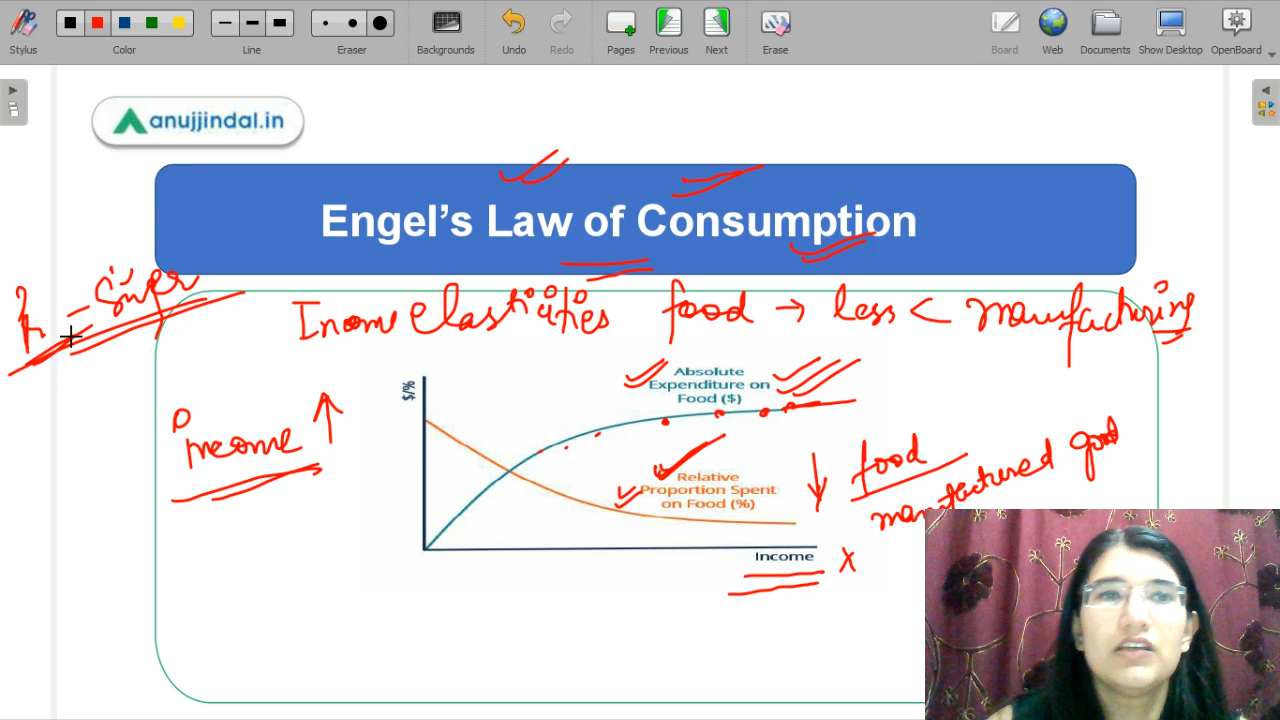 Stylus Color Line Eraser Backgrounds Undo Redo Pages Previous Next Erase Board Web Documents Show Desktop OpenBoard
anujjindal.in
Engel's Law of Consumption
Income elasticities food → less < manufacturing
$/%
Absolute
Expenditure on
Food ($)
Income ↑
Relative
Proportion Spent
on Food (%)
↓ food
manufactured good
Income x